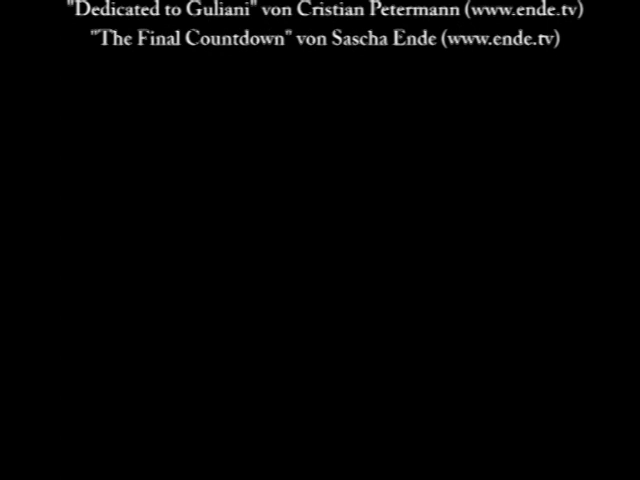 "Dedicated to Guliani" von Cristian Petermann (www.ende.tv)
"The Final Countdown" von Sascha Ende (www.ende.tv)